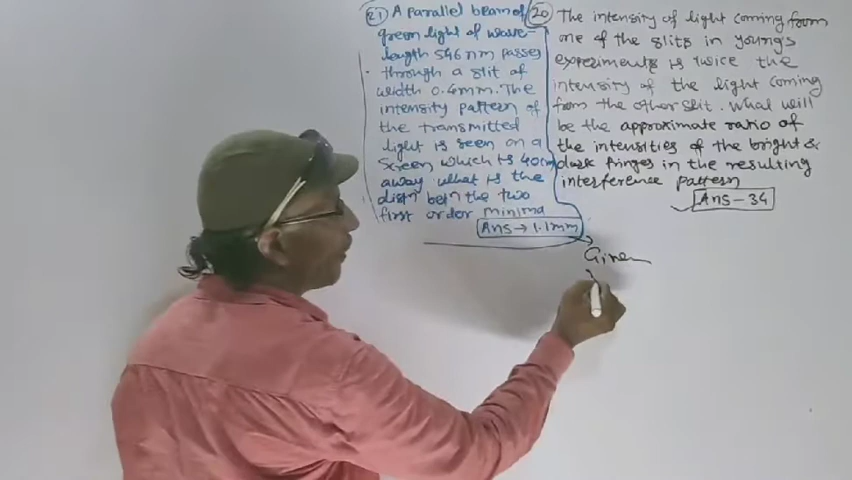 (21) A parallel beam of
green light of wave-
length 546 nm passes
through a slit of
width 0.4mm. The
intensity pattern of
the transmitted
light is seen on a
screen which is 40cm
away what is the
distn betn the two
first order minima
Ans → 1.1mm
(20) The intensity of light coming from
one of the slits in young's
experiments is twice the
intensity of the light coming
from the other slit. What will
be the approximate ratio of
the intensities of the bright &
dark fringes in the resulting
interference pattern
Ans - 34
Given